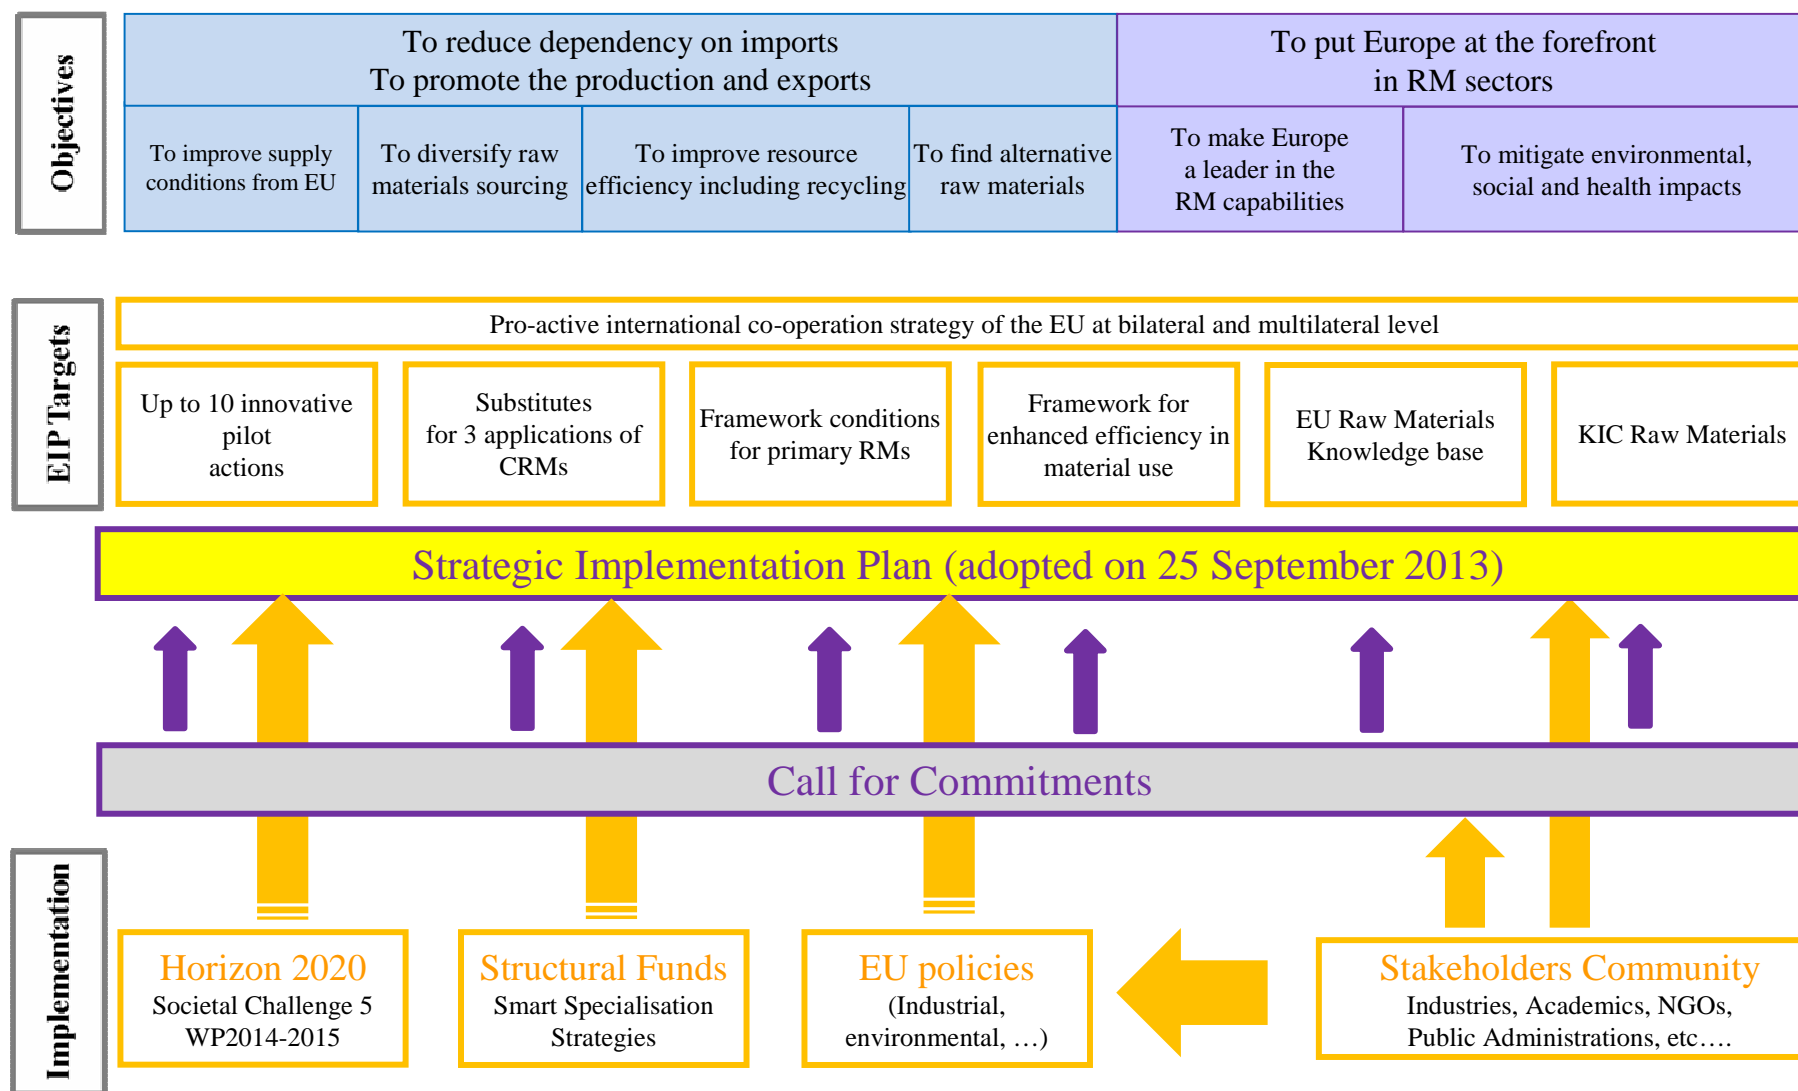 Objectives
To reduce dependency on imports
To promote the production and exports
To put Europe at the forefront
in RM sectors
To improve supply
conditions from EU
To diversify raw
materials sourcing
To improve resource
efficiency including recycling
To find alternative
raw materials
To make Europe
a leader in the
RM capabilities
To mitigate environmental,
social and health impacts
EIP Targets
Pro-active international co-operation strategy of the EU at bilateral and multilateral level
Up to 10 innovative
pilot
actions
Substitutes
for 3 applications of
CRMs
Framework conditions
for primary RMs
Framework for
enhanced efficiency in
material use
EU Raw Materials
Knowledge base
KIC Raw Materials
Strategic Implementation Plan (adopted on 25 September 2013)
Call for Commitments
Implementation
Horizon 2020
Societal Challenge 5
WP2014-2015
Structural Funds
Smart Specialisation
Strategies
EU policies
(Industrial,
environmental, …)
Stakeholders Community
Industries, Academics, NGOs,
Public Administrations, etc….